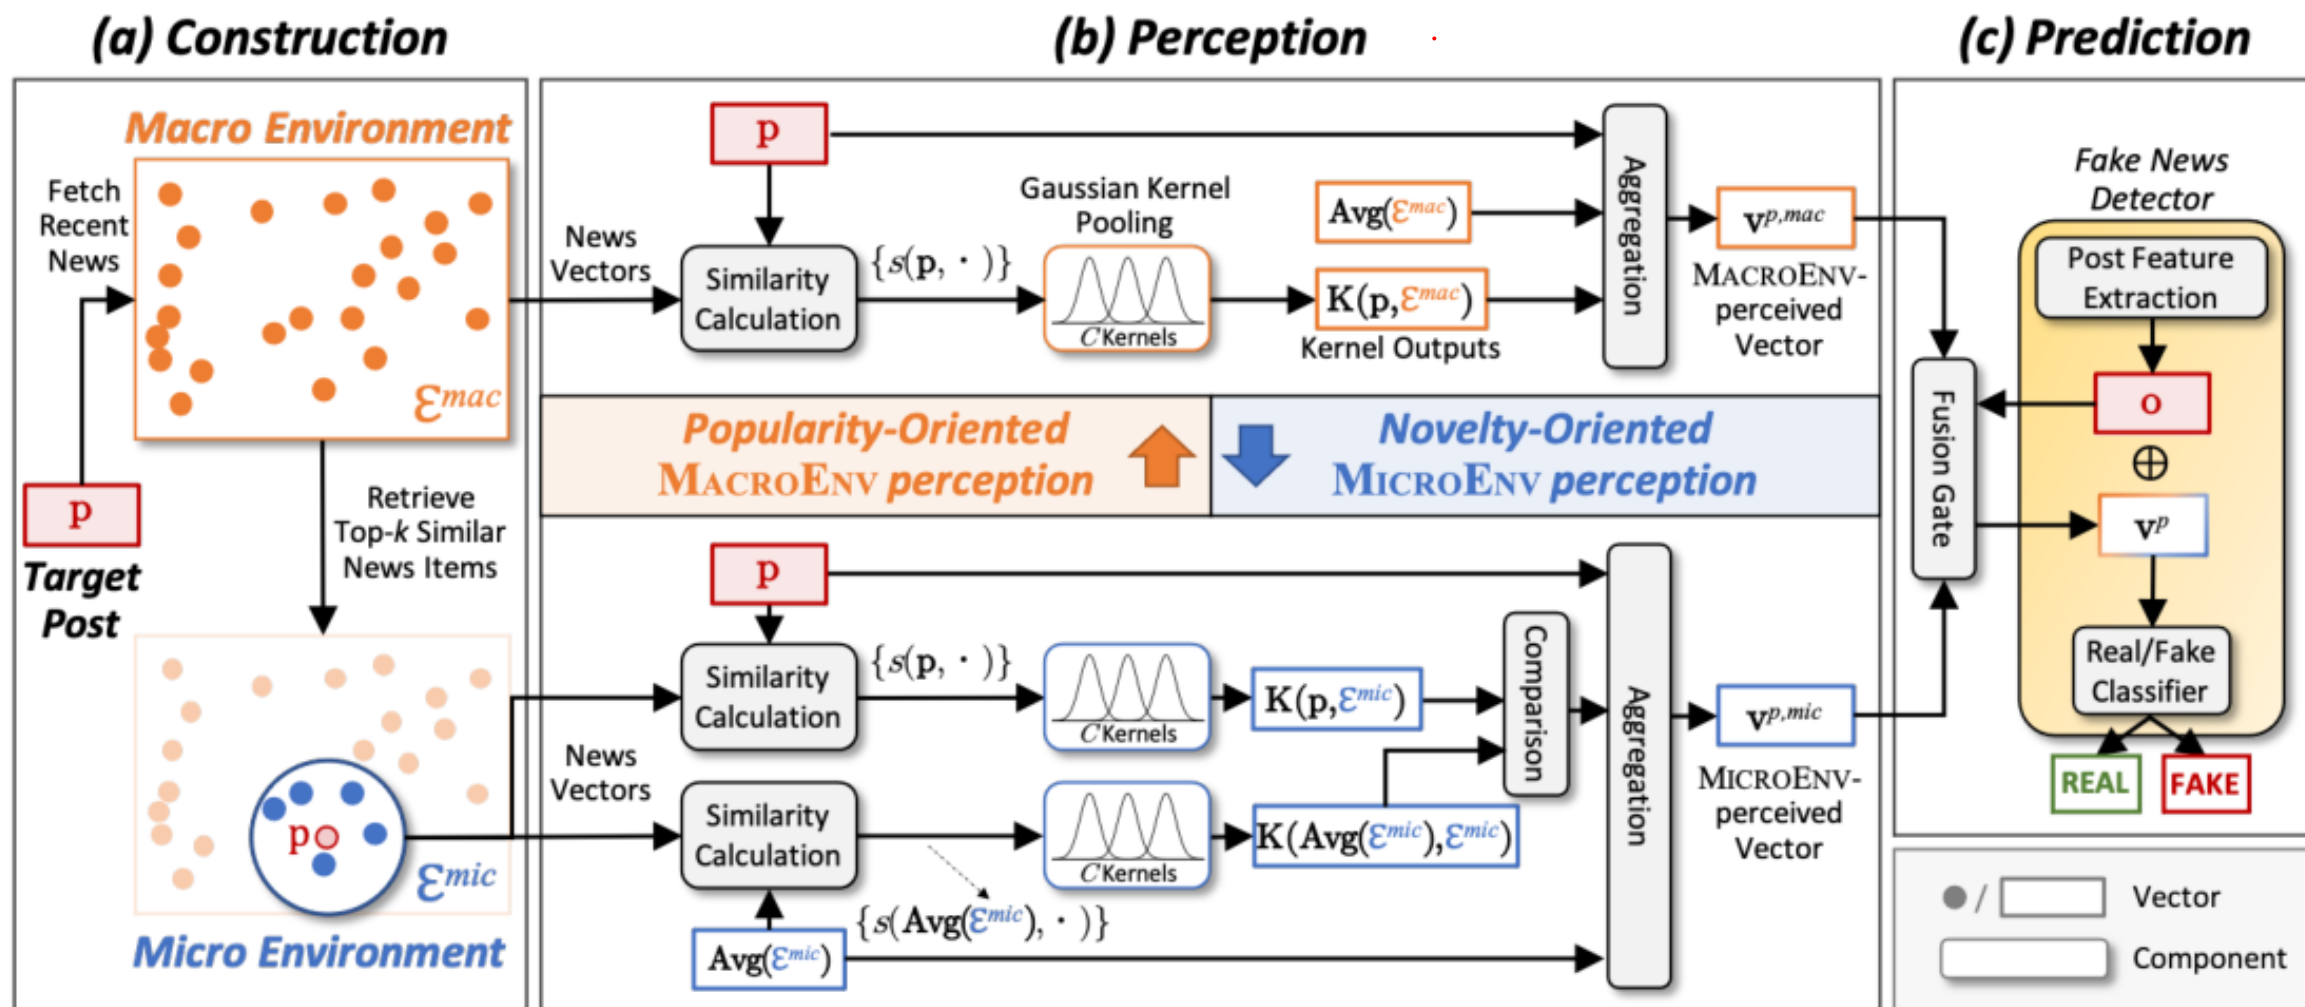 (a) Construction
Macro Environment
Fetch
Recent
News
ℰᵐᵃᶜ
p
Target
Post
Retrieve
Top-k Similar
News Items
p
ℰᵐⁱᶜ
Micro Environment
(b) Perception
p
News
Vectors
Similarity
Calculation
{s(p, ·)}
Gaussian Kernel
Pooling
C Kernels
Avg(ℰᵐᵃᶜ)
K(p,ℰᵐᵃᶜ)
Kernel Outputs
Aggregation
v^{p,mac}
MACROENV-
perceived
Vector
Popularity-Oriented
MACROENV perception
Novelty-Oriented
MICROENV perception
p
Similarity
Calculation
{s(p, ·)}
C Kernels
K(p,ℰᵐⁱᶜ)
News
Vectors
Similarity
Calculation
C Kernels
K(Avg(ℰᵐⁱᶜ),ℰᵐⁱᶜ)
{s(Avg(ℰᵐⁱᶜ), ·)}
Avg(ℰᵐⁱᶜ)
Comparison
Aggregation
v^{p,mic}
MICROENV-
perceived
Vector
(c) Prediction
Fake News
Detector
Post Feature
Extraction
o
⊕
Fusion Gate
v^p
Real/Fake
Classifier
REAL
FAKE
/
Vector
Component